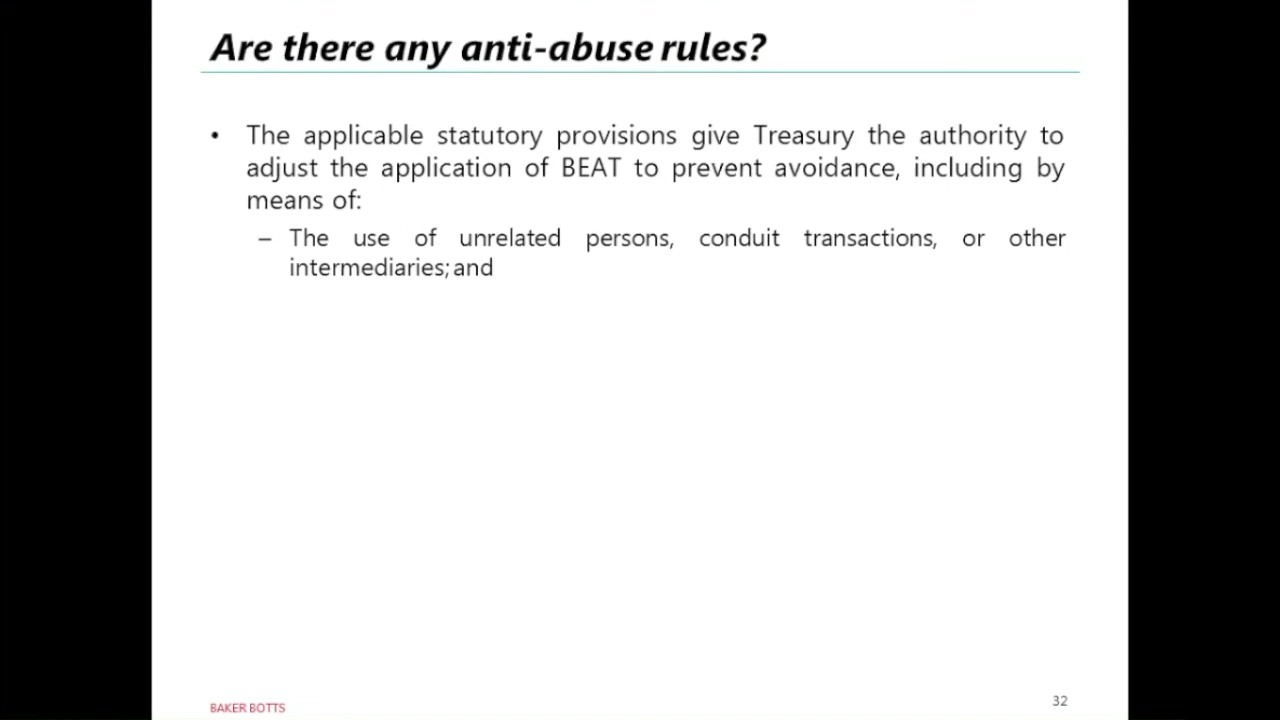 Are there any anti-abuse rules?
• The applicable statutory provisions give Treasury the authority to
adjust the application of BEAT to prevent avoidance, including by
means of:
– The use of unrelated persons, conduit transactions, or other
intermediaries; and
BAKER BOTTS
32